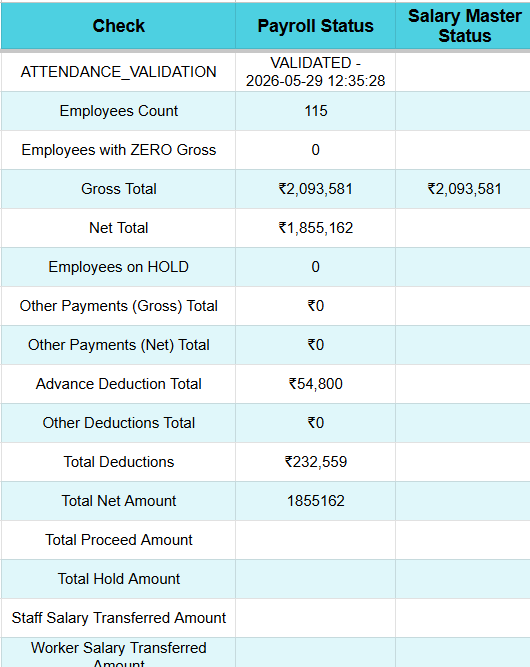 Check Payroll Status Salary Master Status
ATTENDANCE_VALIDATION VALIDATED - 2026-05-29 12:35:28
Employees Count 115
Employees with ZERO Gross 0
Gross Total ₹2,093,581 ₹2,093,581
Net Total ₹1,855,162
Employees on HOLD 0
Other Payments (Gross) Total ₹0
Other Payments (Net) Total ₹0
Advance Deduction Total ₹54,800
Other Deductions Total ₹0
Total Deductions ₹232,559
Total Net Amount 1855162
Total Proceed Amount
Total Hold Amount
Staff Salary Transferred Amount
Worker Salary Transferred Amount